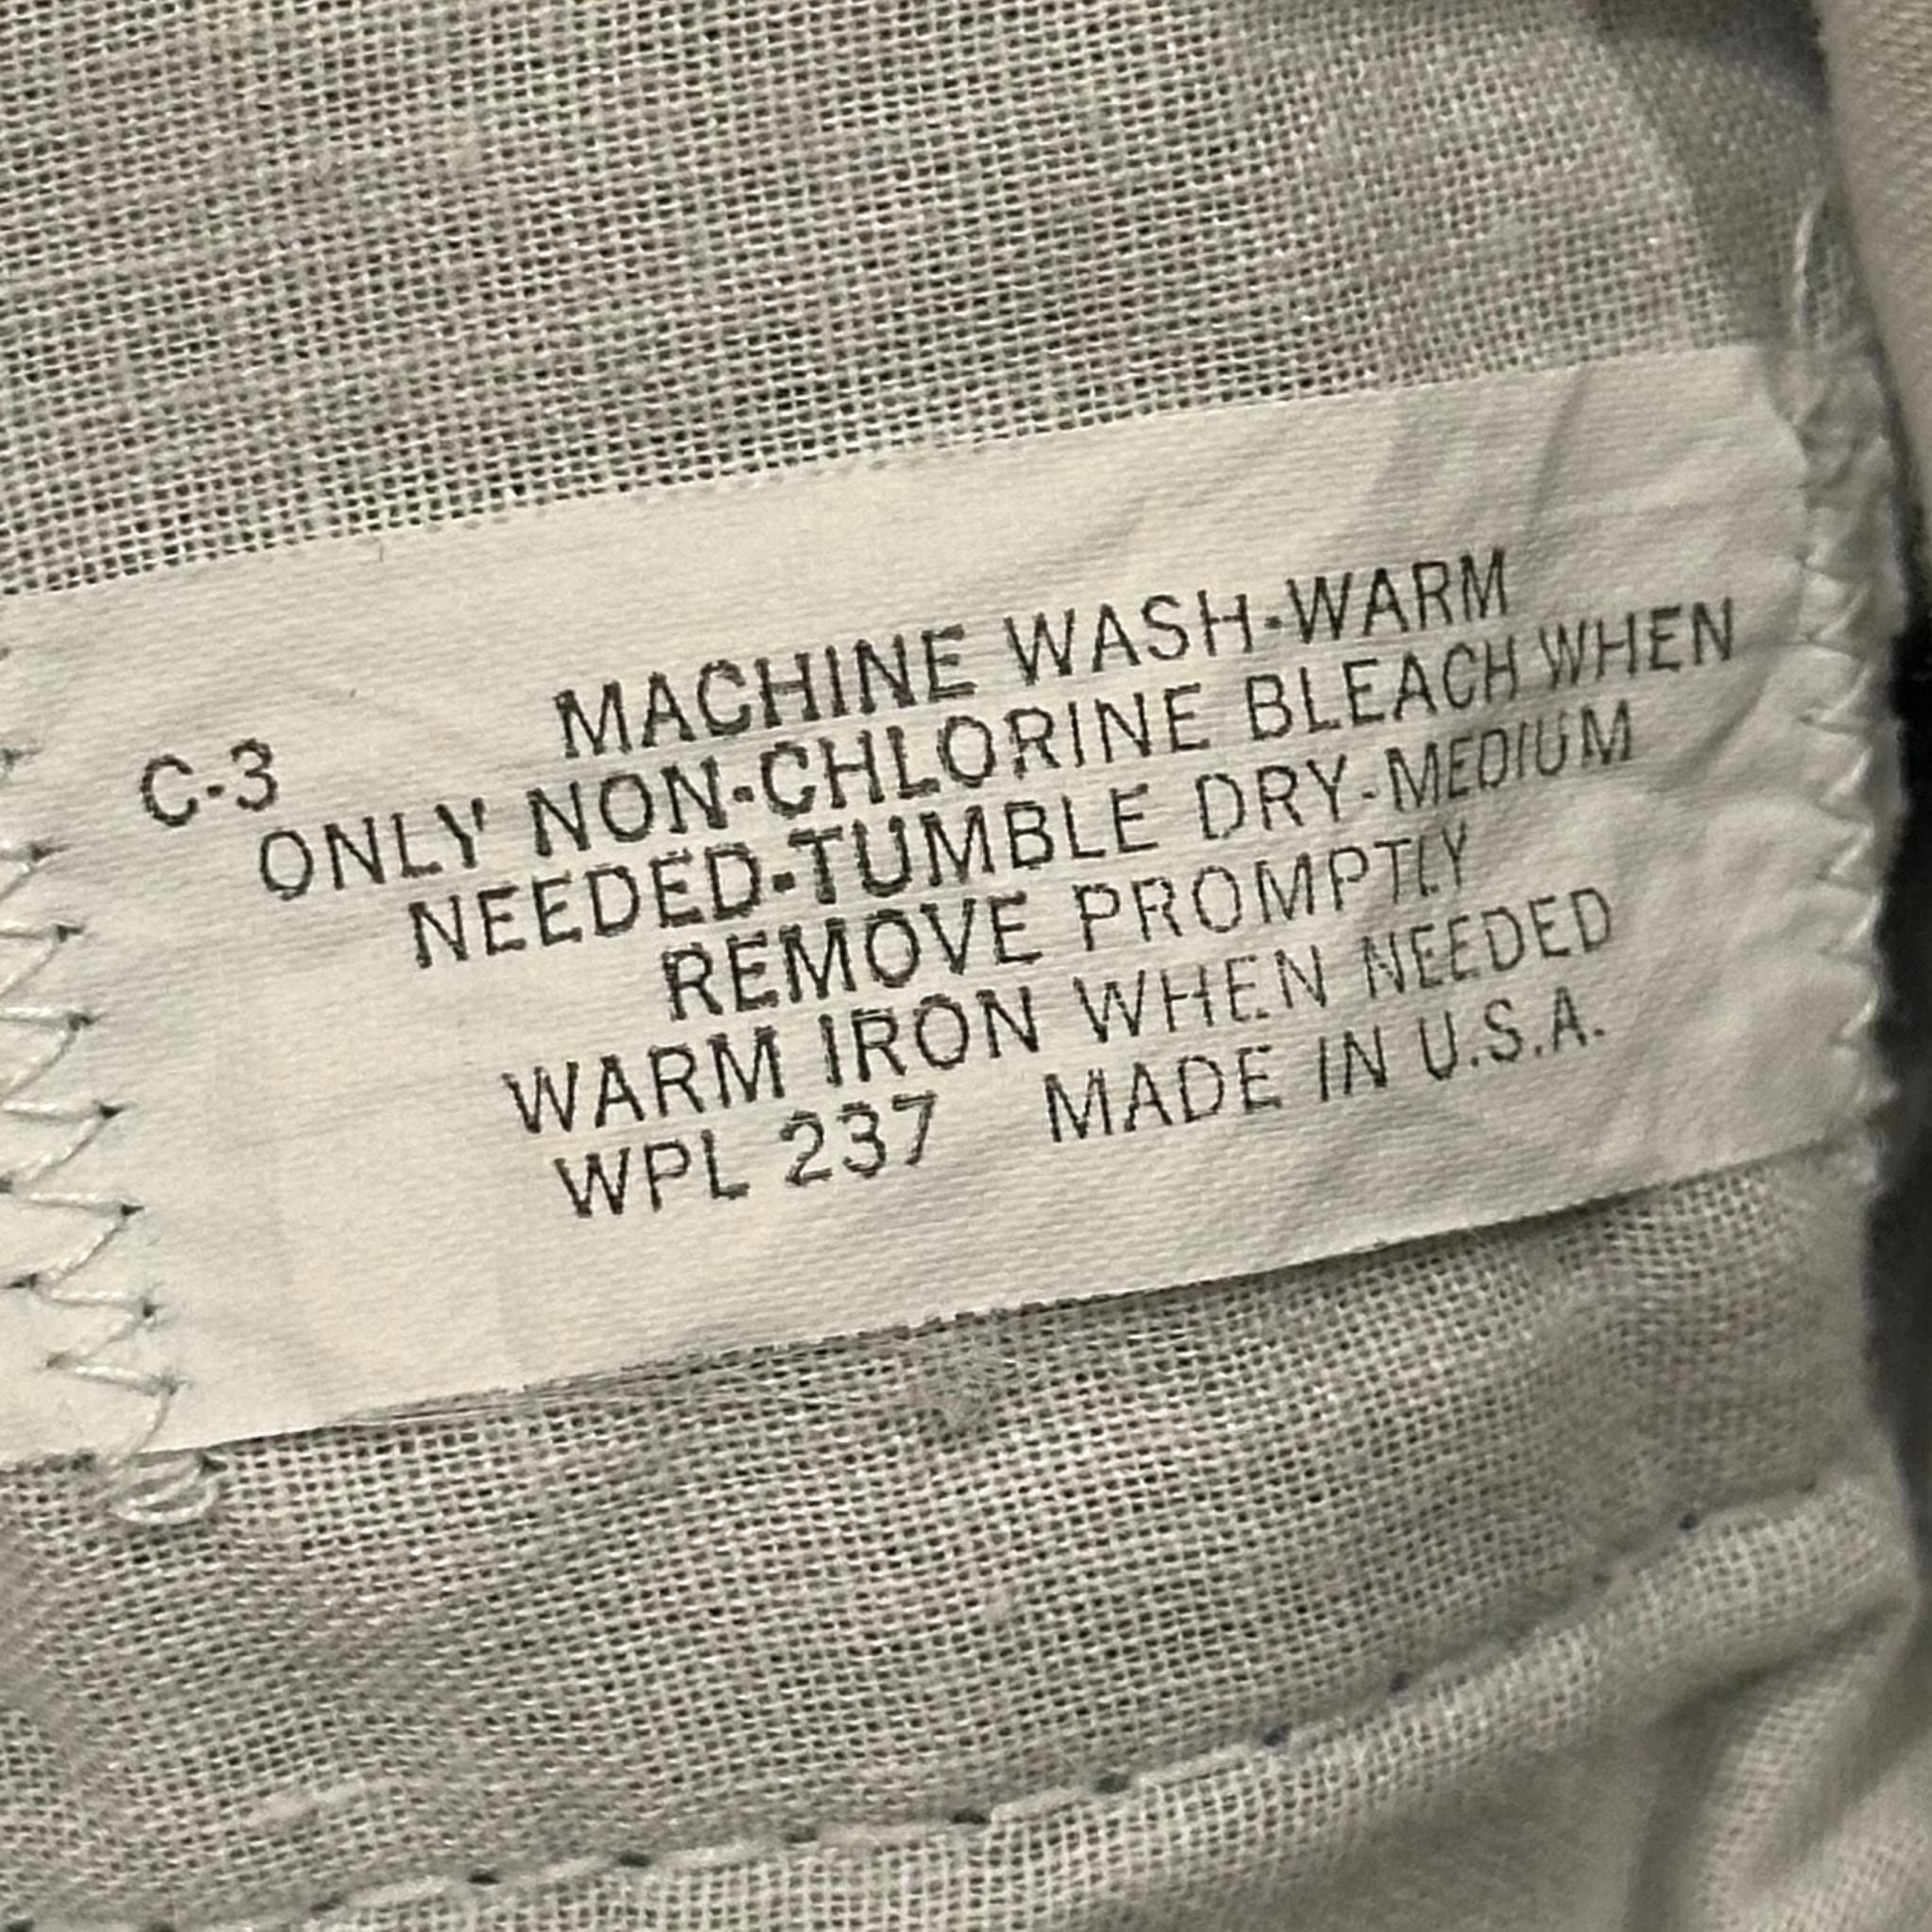 C-3 MACHINE WASH-WARM
ONLY NON-CHLORINE BLEACH WHEN
NEEDED-TUMBLE DRY-MEDIUM
REMOVE PROMPTLY
WARM IRON WHEN NEEDED
WPL 237 MADE IN U.S.A.